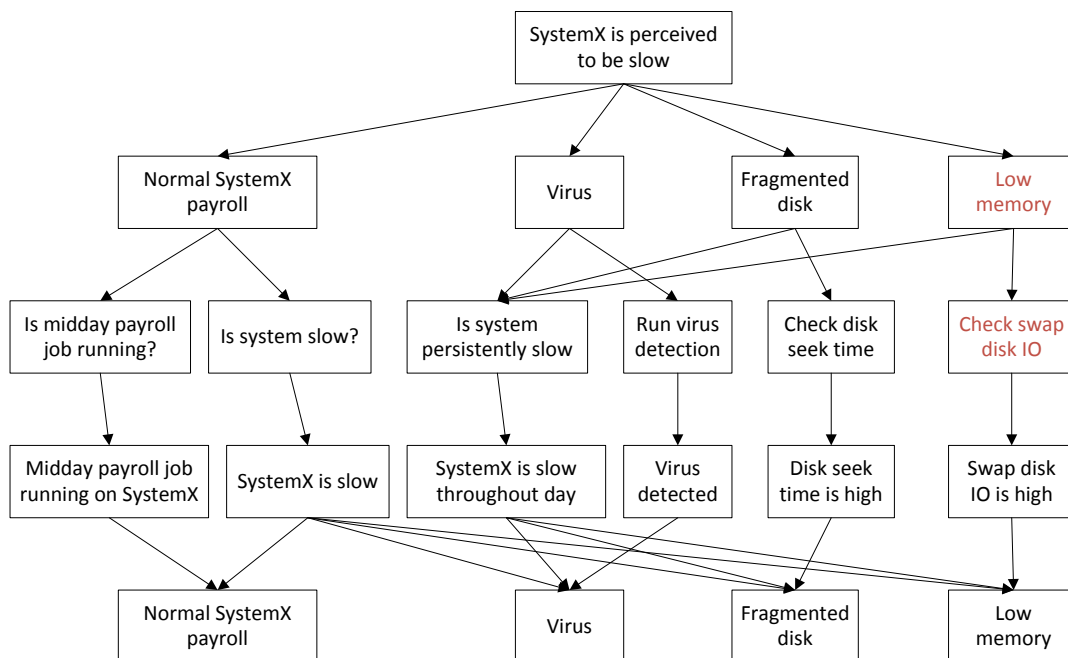 SystemX is perceived
to be slow
Normal SystemX
payroll
Virus
Fragmented
disk
Low
memory
Is midday payroll
job running?
Is system slow?
Is system
persistently slow
Run virus
detection
Check disk
seek time
Check swap
disk IO
Midday payroll job
running on SystemX
SystemX is slow
SystemX is slow
throughout day
Virus
detected
Disk seek
time is high
Swap disk
IO is high
Normal SystemX
payroll
Virus
Fragmented
disk
Low
memory